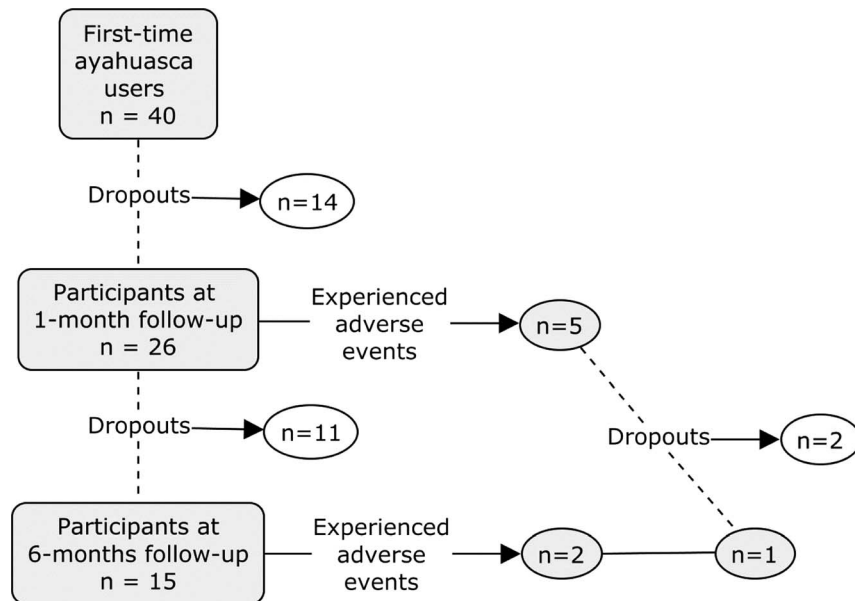 First-time
ayahuasca
users
n = 40
Dropouts
n=14
Participants at
1-month follow-up
n = 26
Experienced
adverse
events
n=5
Dropouts
n=11
Dropouts
n=2
Participants at
6-months follow-up
n = 15
Experienced
adverse
events
n=2
n=1